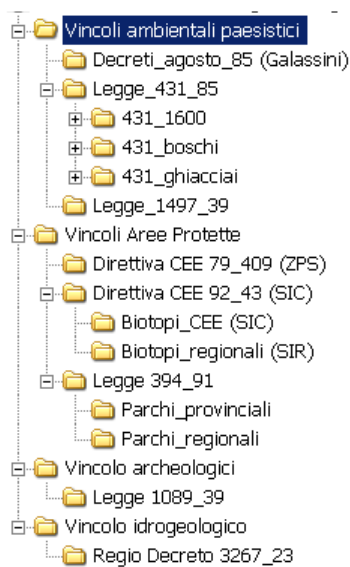 Vincoli ambientali paesistici
Decreti_agosto_85 (Galassini)
Legge_431_85
431_1600
431_boschi
431_ghiacciai
Legge_1497_39
Vincoli Aree Protette
Direttiva CEE 79_409 (ZPS)
Direttiva CEE 92_43 (SIC)
Biotopi_CEE (SIC)
Biotopi_regionali (SIR)
Legge 394_91
Parchi_provinciali
Parchi_regionali
Vincolo archeologici
Legge 1089_39
Vincolo idrogeologico
Regio Decreto 3267_23